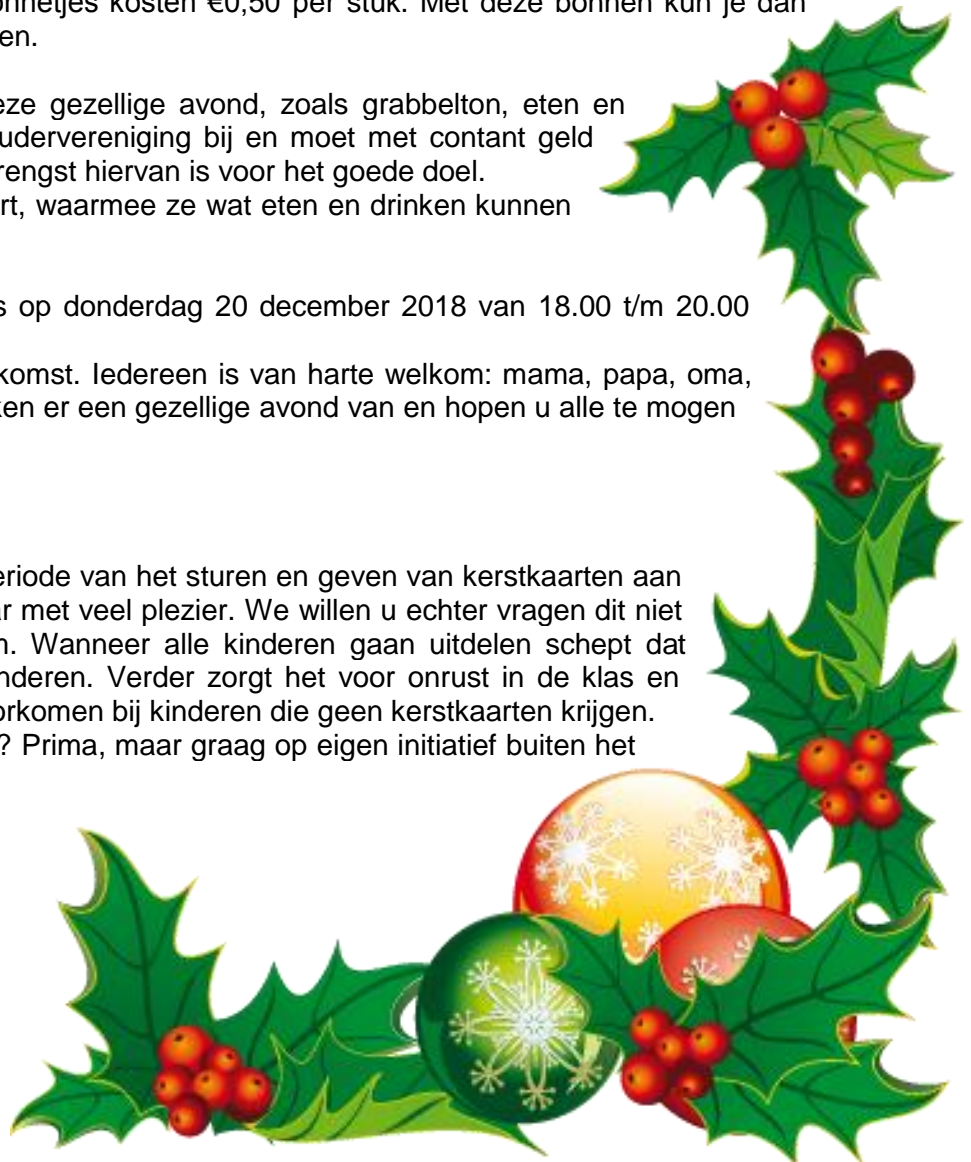 onnetjes kosten €0,50 per stuk. Met deze bonnen kun je dan
en.
eze gezellige avond, zoals grabbelton, eten en
udervereniging bij en moet met contant geld
rengst hiervan is voor het goede doel.
rt, waarmee ze wat eten en drinken kunnen
s op donderdag 20 december 2018 van 18.00 t/m 20.00
komst. Iedereen is van harte welkom: mama, papa, oma,
ken er een gezellige avond van en hopen u alle te mogen
eriode van het sturen en geven van kerstkaarten aan
ar met veel plezier. We willen u echter vragen dit niet
n. Wanneer alle kinderen gaan uitdelen schept dat
nderen. Verder zorgt het voor onrust in de klas en
orkomen bij kinderen die geen kerstkaarten krijgen.
? Prima, maar graag op eigen initiatief buiten het